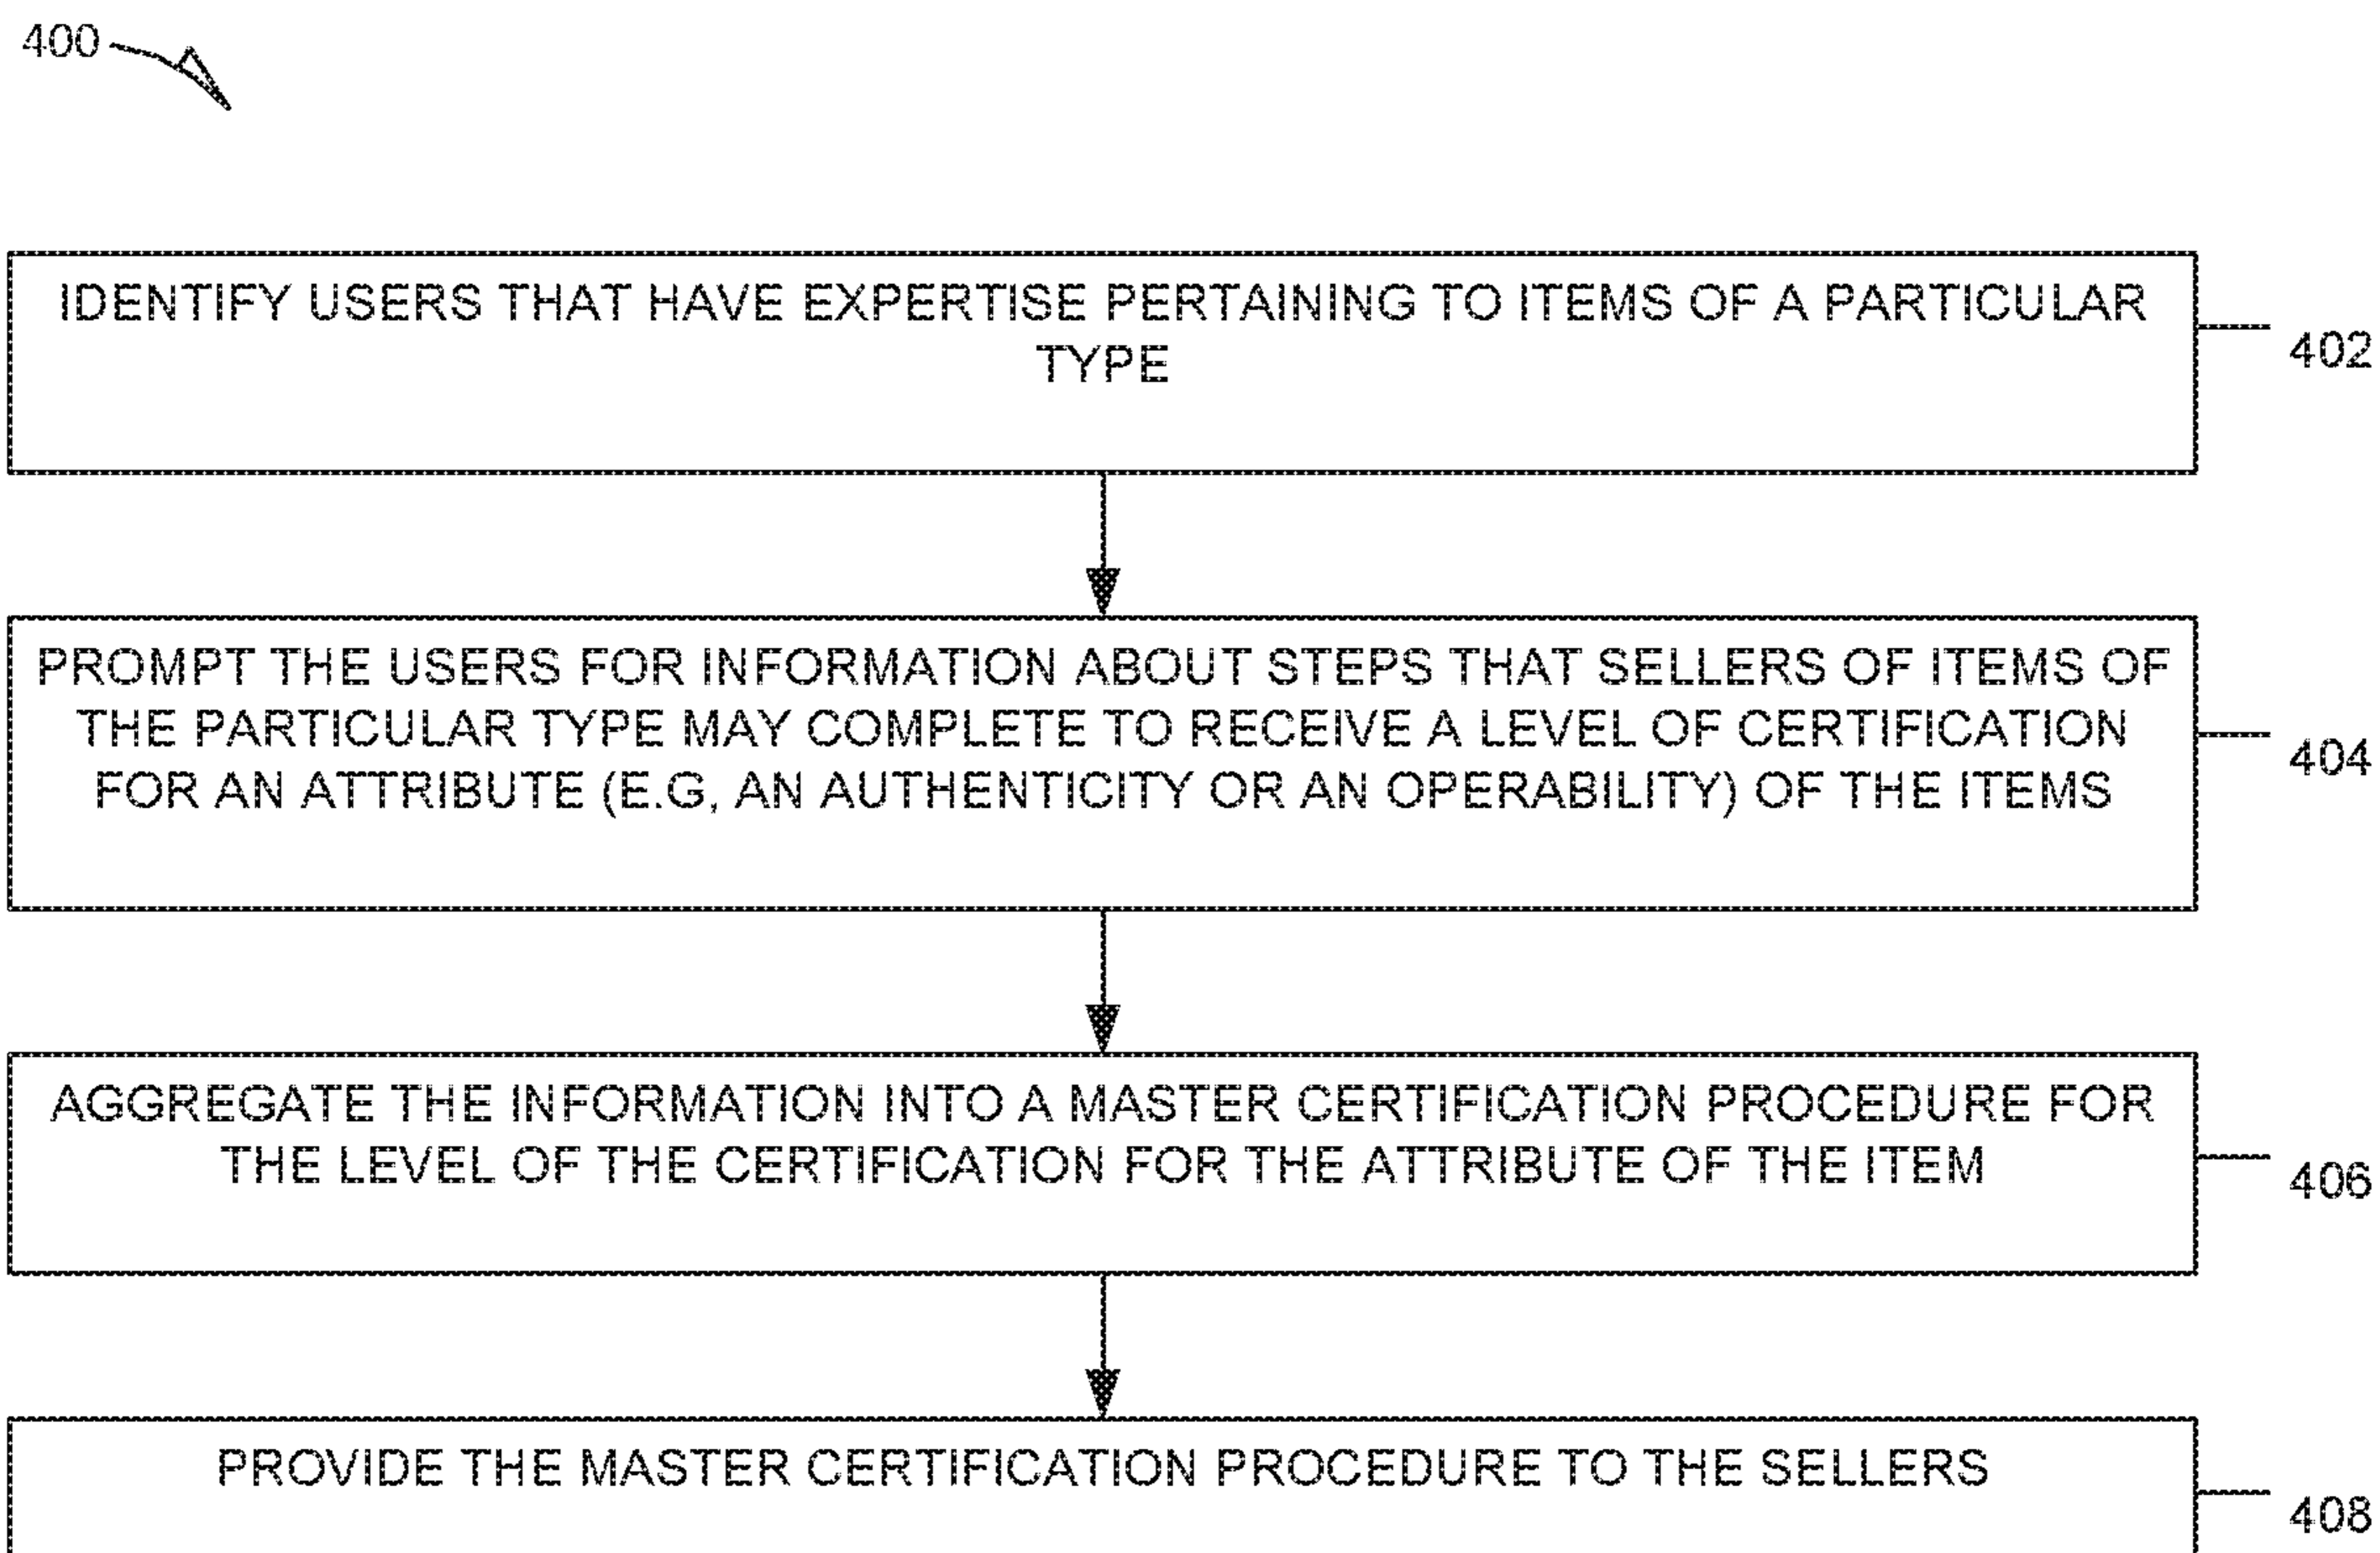 400
IDENTIFY USERS THAT HAVE EXPERTISE PERTAINING TO ITEMS OF A PARTICULAR
TYPE
402
PROMPT THE USERS FOR INFORMATION ABOUT STEPS THAT SELLERS OF ITEMS OF
THE PARTICULAR TYPE MAY COMPLETE TO RECEIVE A LEVEL OF CERTIFICATION
FOR AN ATTRIBUTE (E.G, AN AUTHENTICITY OR AN OPERABILITY) OF THE ITEMS
404
AGGREGATE THE INFORMATION INTO A MASTER CERTIFICATION PROCEDURE FOR
THE LEVEL OF THE CERTIFICATION FOR THE ATTRIBUTE OF THE ITEM
406
PROVIDE THE MASTER CERTIFICATION PROCEDURE TO THE SELLERS
408